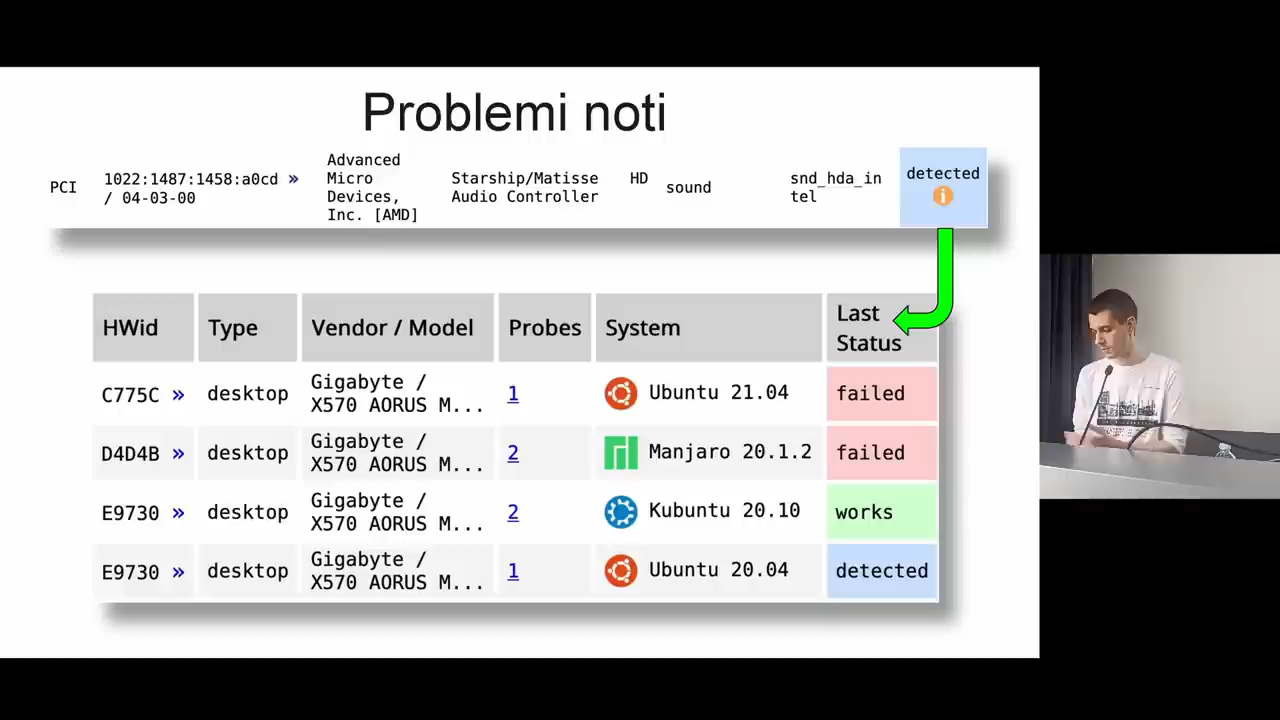 Problemi noti
PCI
1022:1487:1458:a0cd »
/ 04-03-00
Advanced
Micro
Devices,
Inc. [AMD]
Starship/Matisse HD
Audio Controller
sound
snd_hda_in
tel
detected
HWid Type Vendor / Model Probes System Last
Status
C775C » desktop Gigabyte /
X570 AORUS M... 1 Ubuntu 21.04 failed
D4D4B » desktop Gigabyte /
X570 AORUS M... 2 Manjaro 20.1.2 failed
E9730 » desktop Gigabyte /
X570 AORUS M... 2 Kubuntu 20.10 works
E9730 » desktop Gigabyte /
X570 AORUS M... 1 Ubuntu 20.04 detected